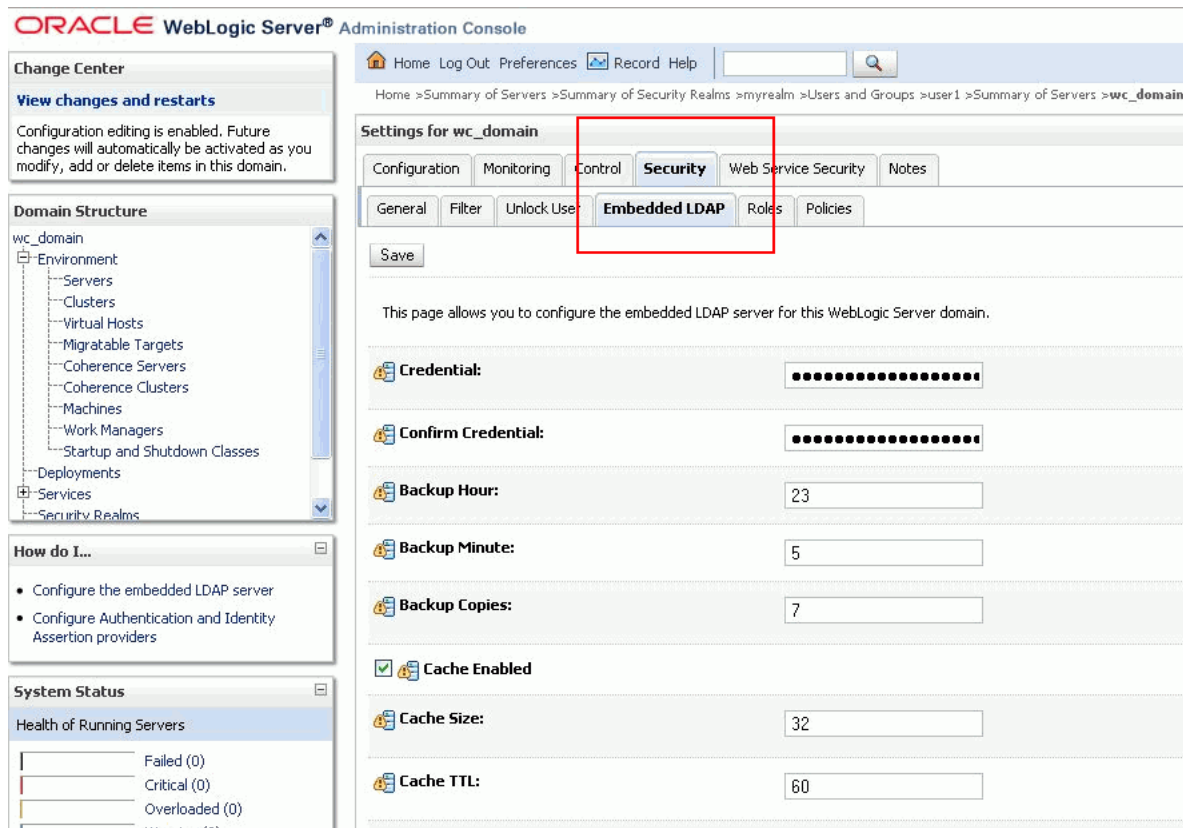 ORACLE WebLogic Server® Administration Console
Change Center
View changes and restarts
Configuration editing is enabled. Future
changes will automatically be activated as you
modify, add or delete items in this domain.
Domain Structure
wc_domain
Environment
Servers
Clusters
Virtual Hosts
Migratable Targets
Coherence Servers
Coherence Clusters
Machines
Work Managers
Startup and Shutdown Classes
Deployments
Services
Security Realms
How do I...
Configure the embedded LDAP server
Configure Authentication and Identity
Assertion providers
System Status
Health of Running Servers
Failed (0)
Critical (0)
Overloaded (0)
Home Log Out Preferences Record Help
Home >Summary of Servers >Summary of Security Realms >myrealm >Users and Groups >user1 >Summary of Servers >wc_domain
Settings for wc_domain
Configuration Monitoring Control Security Web Service Security Notes
General Filter Unlock User Embedded LDAP Roles Policies
Save
This page allows you to configure the embedded LDAP server for this WebLogic Server domain.
Credential:
Confirm Credential:
Backup Hour: 23
Backup Minute: 5
Backup Copies: 7
Cache Enabled
Cache Size: 32
Cache TTL: 60